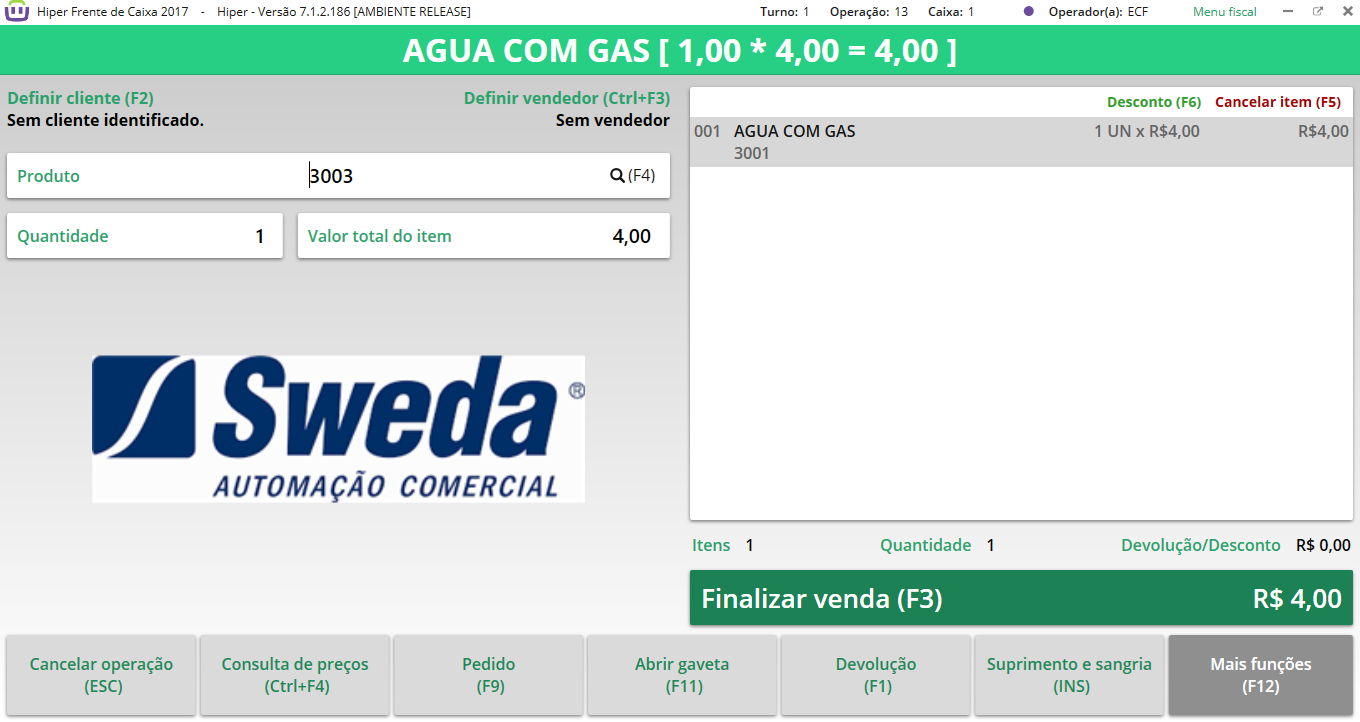 Hiper Frente de Caixa 2017 - Hiper - Versão 7.1.2.186 [AMBIENTE RELEASE] Turno: 1 Operação: 13 Caixa: 1 Operador(a): ECF Menu fiscal
AGUA COM GAS [ 1,00 * 4,00 = 4,00 ]
Definir cliente (F2) Definir vendedor (Ctrl+F3)
Sem cliente identificado. Sem vendedor
Produto 3003 (F4)
Quantidade 1 Valor total do item 4,00
Sweda ®
AUTOMAÇÃO COMERCIAL
Desconto (F6) Cancelar item (F5)
001 AGUA COM GAS 1 UN x R$4,00 R$4,00
3001
Itens 1 Quantidade 1 Devolução/Desconto R$ 0,00
Finalizar venda (F3) R$ 4,00
Cancelar operação
(ESC)
Consulta de preços
(Ctrl+F4)
Pedido
(F9)
Abrir gaveta
(F11)
Devolução
(F1)
Suprimento e sangria
(INS)
Mais funções
(F12)